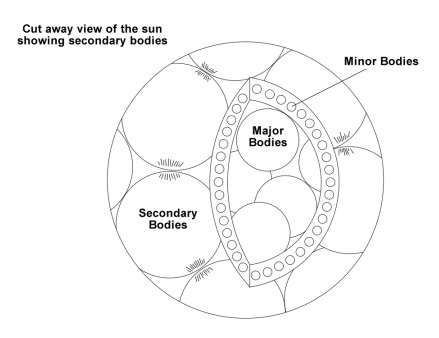 Cut away view of the sun
showing secondary bodies
Minor Bodies
Major
Bodies
Secondary
Bodies